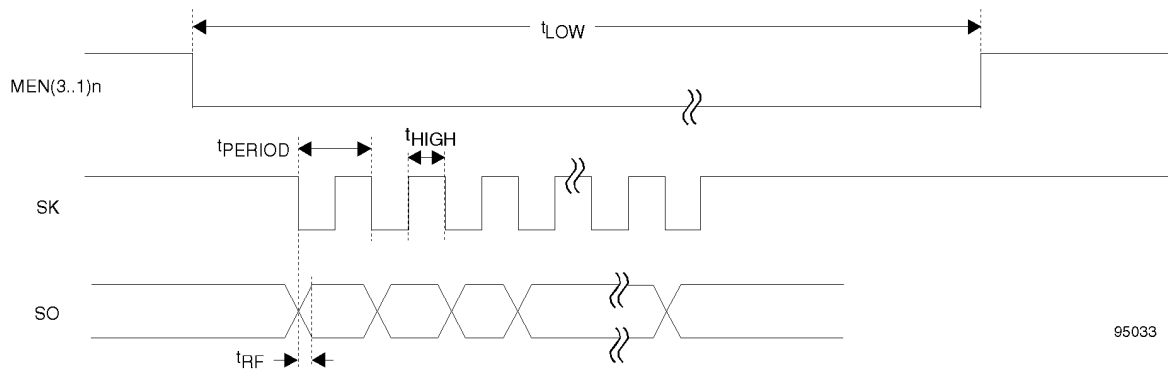 tLOW
MEN(3..1)n
tPERIOD
tHIGH
SK
SO
tRF
95033